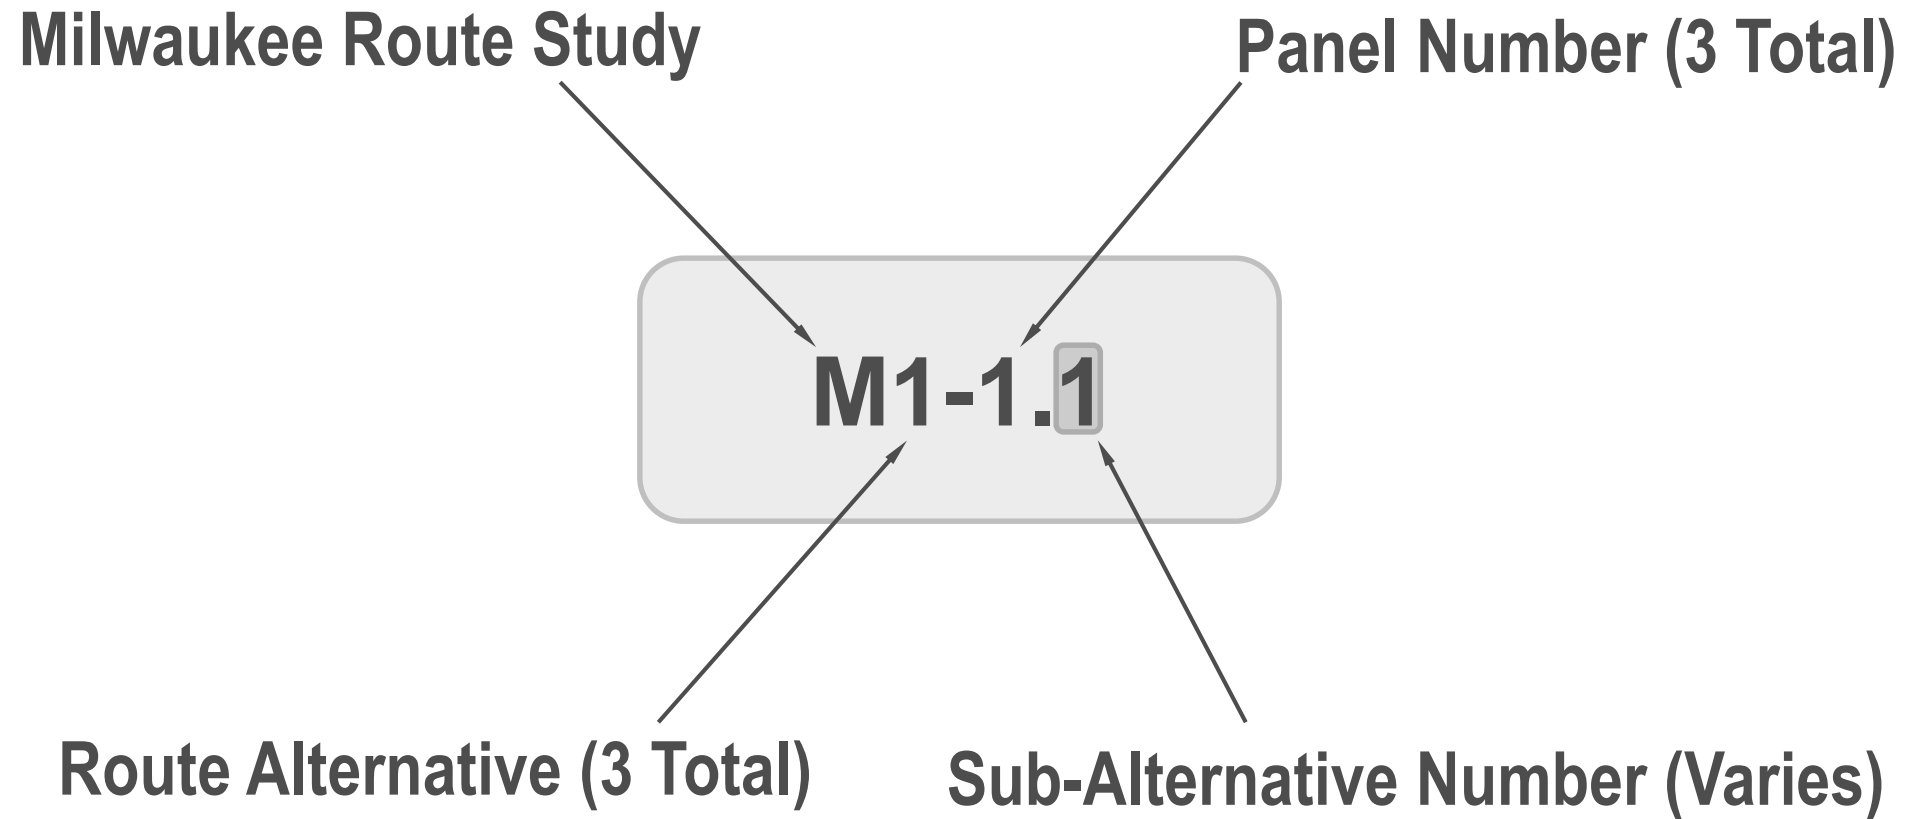 Milwaukee Route Study
Panel Number (3 Total)
M1-1.1
Route Alternative (3 Total)
Sub-Alternative Number (Varies)